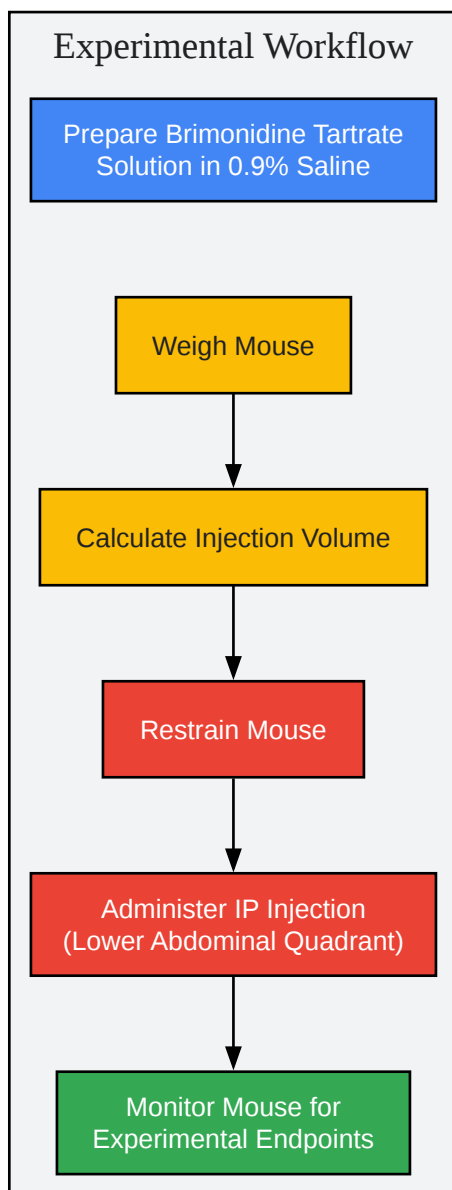 Experimental Workflow
Prepare Brimonidine Tartrate
Solution in 0.9% Saline
Weigh Mouse
Calculate Injection Volume
Restrain Mouse
Administer IP Injection
(Lower Abdominal Quadrant)
Monitor Mouse for
Experimental Endpoints